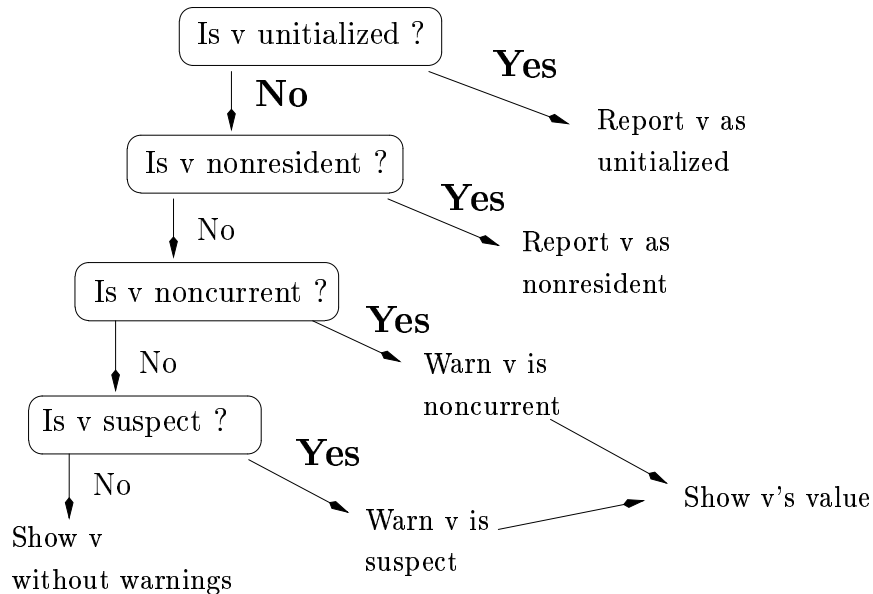 Is v unitialized ?
Yes
No
Report v as
unitialized
Is v nonresident ?
Yes
No
Report v as
nonresident
Is v noncurrent ?
Yes
No
Warn v is
noncurrent
Is v suspect ?
Yes
No
Show v's value
Warn v is
suspect
Show v
without warnings